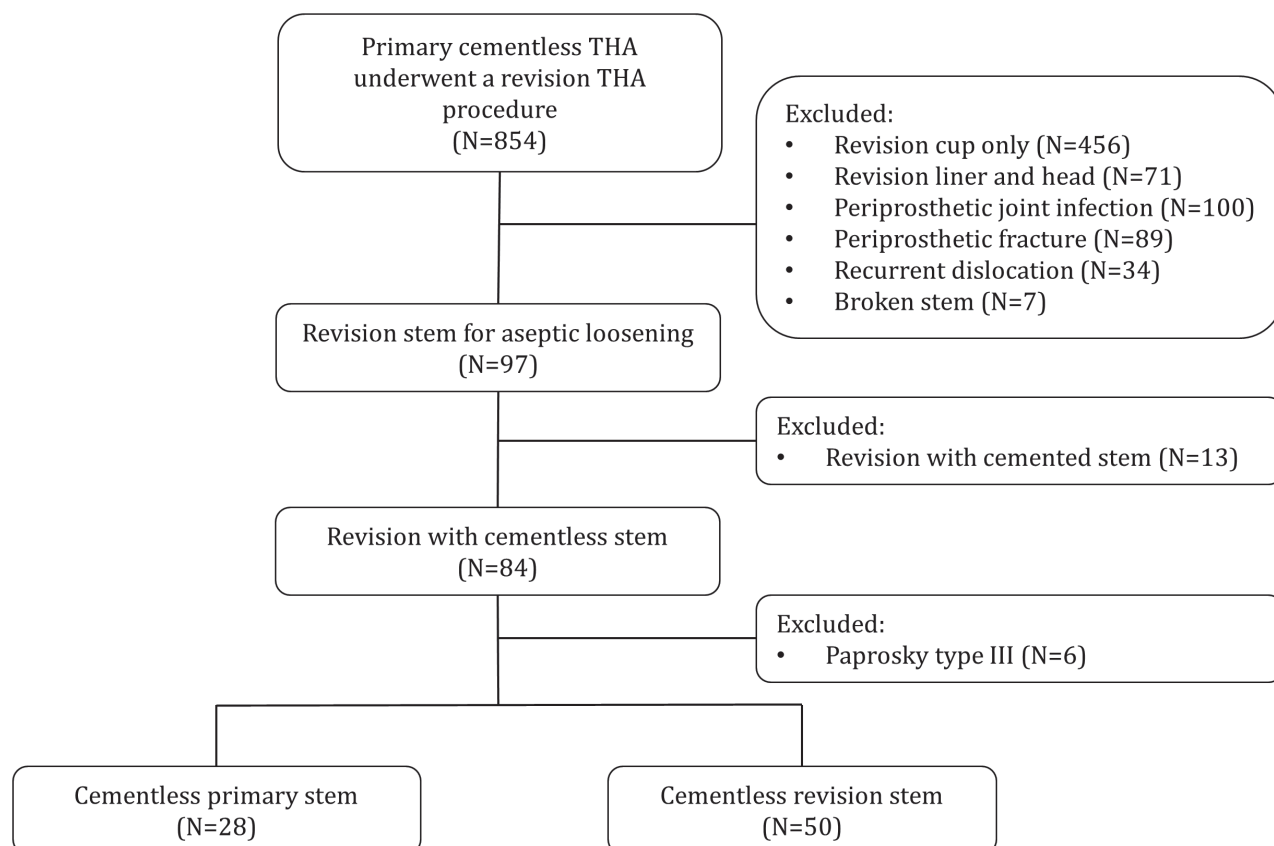 Primary cementless THA
underwent a revision THA
procedure
(N=854)
Excluded:
• Revision cup only (N=456)
• Revision liner and head (N=71)
• Periprosthetic joint infection (N=100)
• Periprosthetic fracture (N=89)
• Recurrent dislocation (N=34)
• Broken stem (N=7)
Revision stem for aseptic loosening
(N=97)
Excluded:
• Revision with cemented stem (N=13)
Revision with cementless stem
(N=84)
Excluded:
• Paprosky type III (N=6)
Cementless primary stem
(N=28)
Cementless revision stem
(N=50)